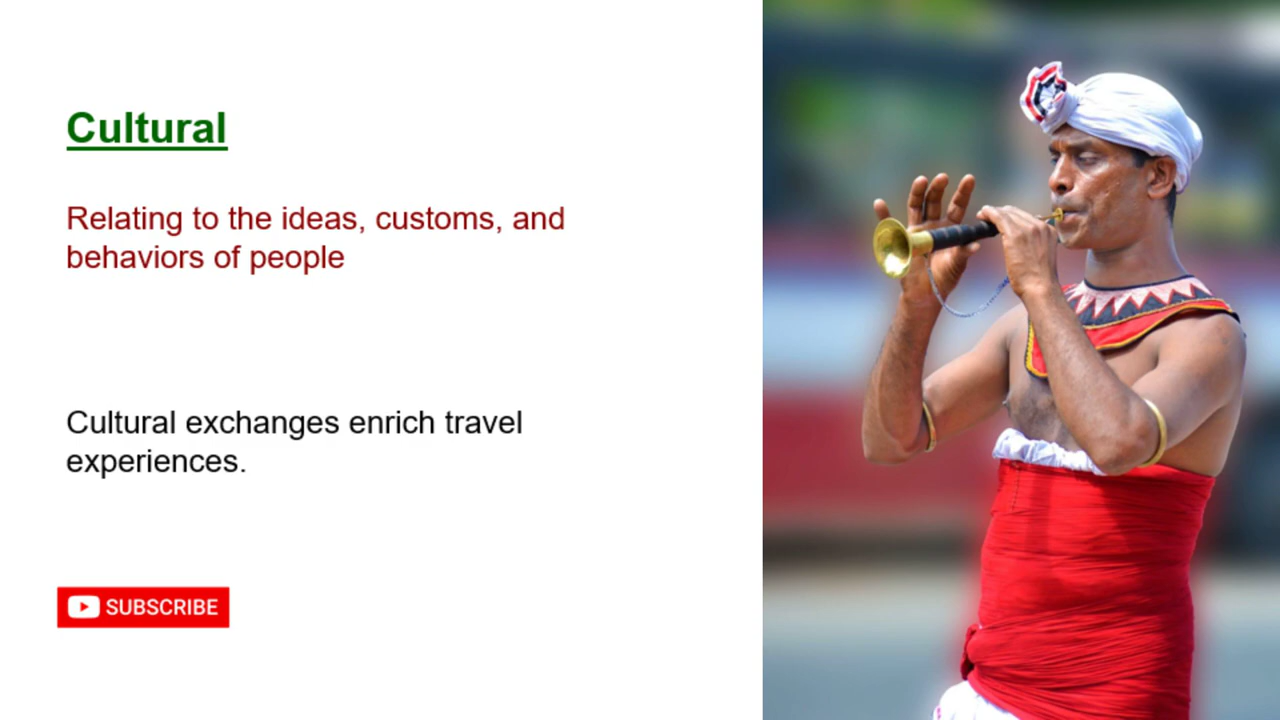 Cultural
Relating to the ideas, customs, and
behaviors of people
Cultural exchanges enrich travel
experiences.
SUBSCRIBE